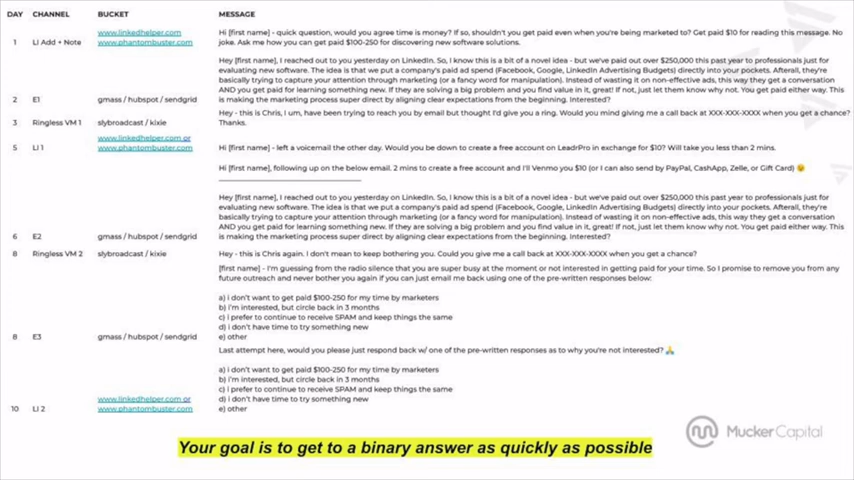 DAY CHANNEL BUCKET MESSAGE
www.linkedhelper.com Hi [first name] - quick question, would you agree time is money? If so, shouldn't you get paid even when you're being marketed to? Get paid $10 for reading this message. No
1 LI Add + Note www.phantombuster.com joke. Ask me how you can get paid $100-250 for discovering new software solutions.
Hey [first name], I reached out to you yesterday on LinkedIn. So, I know this is a bit of a novel idea - but we've paid out over $250,000 this past year to professionals just for
evaluating new software. The idea is that we put a company's paid ad spend (Facebook, Google, LinkedIn Advertising Budgets) directly into your pockets. Afterall, they're
basically trying to capture your attention through marketing (or a fancy word for manipulation). Instead of wasting it on non-effective ads, this way they get a conversation
AND you get paid for learning something new. If they are solving a big problem and you find value in it, great! If not, just let them know why not. You get paid either way. This
2 E1 gmass / hubspot / sendgrid is making the marketing process super direct by aligning clear expectations from the beginning. Interested?
Hey - this is Chris, I um, have been trying to reach you by email but thought I'd give you a ring. Would you mind giving me a call back at XXX-XXX-XXXX when you get a chance?
3 Ringless VM 1 slybroadcast / kixie Thanks.
www.linkedhelper.com or
5 LI 1 www.phantombuster.com Hi [first name] - left a voicemail the other day. Would you be down to create a free account on LeadrPro in exchange for $10? Will take you less than 2 mins.
Hi [first name], following up on the below email. 2 mins to create a free account and I'll Venmo you $10 (or I can also send by PayPal, CashApp, Zelle, or Gift Card) 😉
Hey [first name], I reached out to you yesterday on LinkedIn. So, I know this is a bit of a novel idea - but we've paid out over $250,000 this past year to professionals just for
evaluating new software. The idea is that we put a company's paid ad spend (Facebook, Google, LinkedIn Advertising Budgets) directly into your pockets. Afterall, they're
basically trying to capture your attention through marketing (or a fancy word for manipulation). Instead of wasting it on non-effective ads, this way they get a conversation
AND you get paid for learning something new. If they are solving a big problem and you find value in it, great! If not, just let them know why not. You get paid either way. This
6 E2 gmass / hubspot / sendgrid is making the marketing process super direct by aligning clear expectations from the beginning. Interested?
8 Ringless VM 2 slybroadcast / kixie Hey - this is Chris again. I don't mean to keep bothering you. Could you give me a call back at XXX-XXX-XXXX when you get a chance?
[first name] - I'm guessing from the radio silence that you are super busy at the moment or not interested in getting paid for your time. So I promise to remove you from any
future outreach and never bother you again if you can just email me back using one of the pre-written responses below:
a) i don't want to get paid $100-250 for my time by marketers
b) i'm interested, but circle back in 3 months
c) i prefer to continue to receive SPAM and keep things the same
d) i don't have time to try something new
8 E3 gmass / hubspot / sendgrid e) other
Last attempt here, would you please just respond back w/ one of the pre-written responses as to why you're not interested? 🙏
a) i don't want to get paid $100-250 for my time by marketers
b) i'm interested, but circle back in 3 months
c) i prefer to continue to receive SPAM and keep things the same
www.linkedhelper.com or d) i don't have time to try something new
10 LI 2 www.phantombuster.com e) other
Mucker Capital
Your goal is to get to a binary answer as quickly as possible